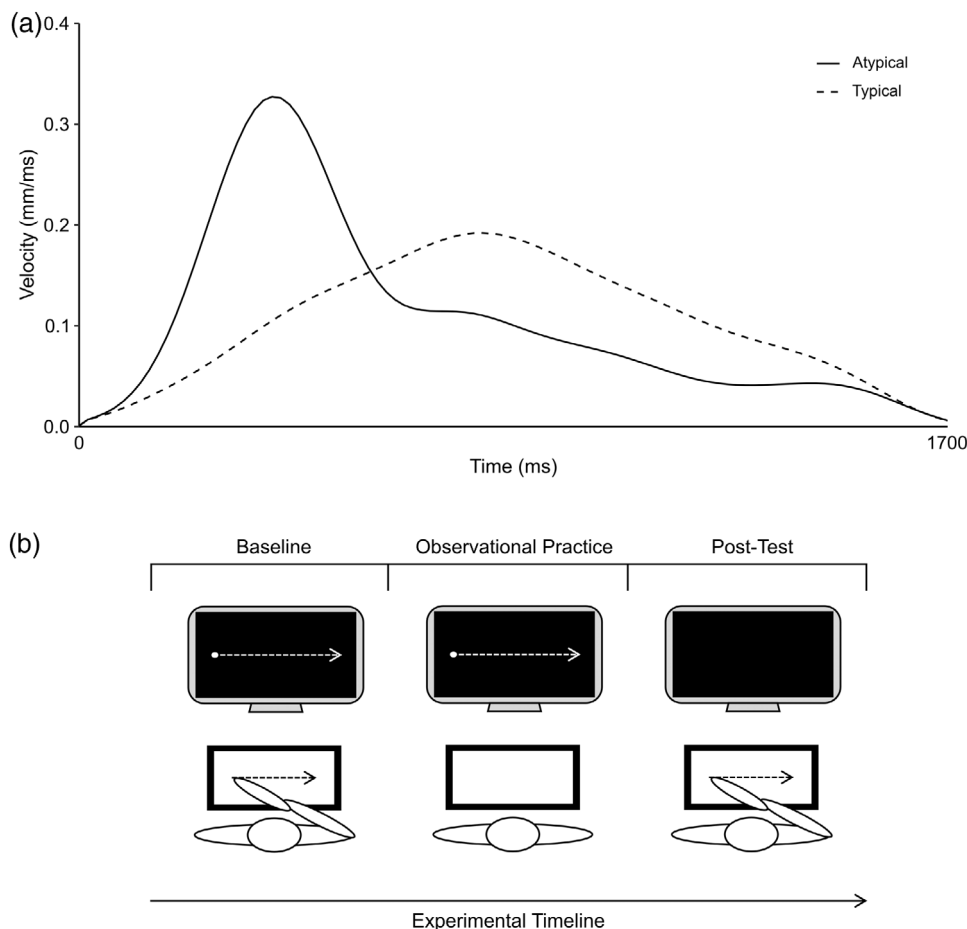 (a)
0.4
0.3
0.2
0.1
0.0
Velocity (mm/ms)
Atypical
Typical
0
1700
Time (ms)
(b)
Baseline
Observational Practice
Post-Test
Experimental Timeline